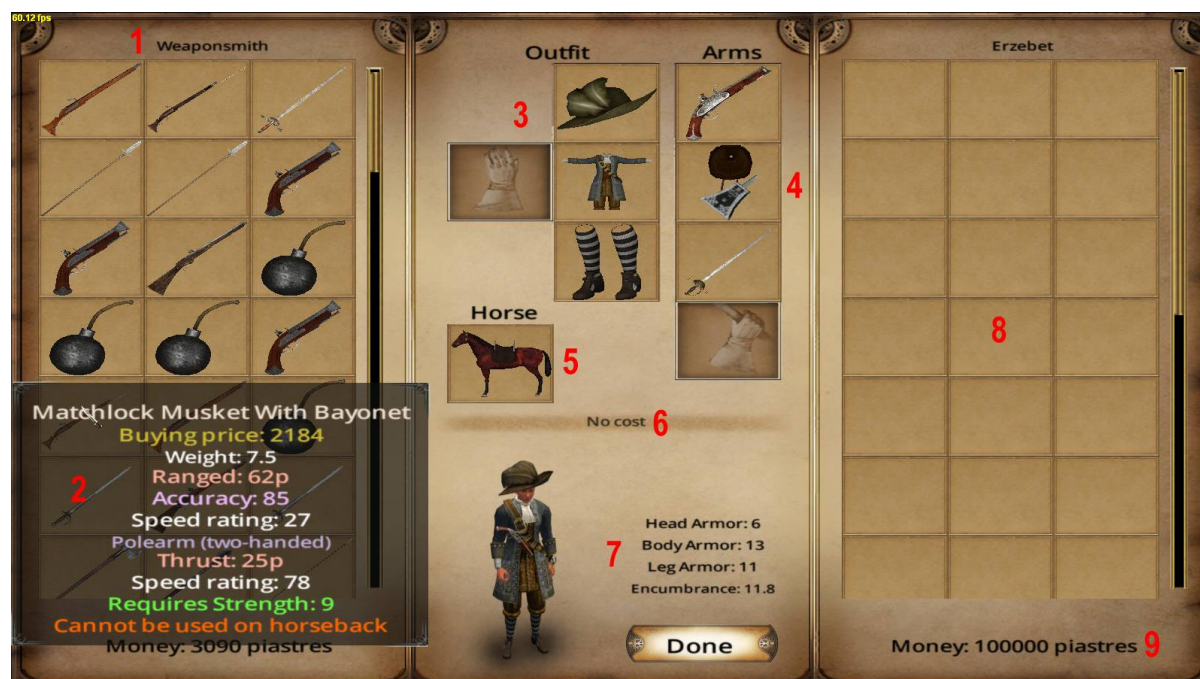 60.12 fps
1
Weaponsmith
Outfit
Arms
Erzebet
3
4
Horse
5
8
No cost 6
Matchlock Musket With Bayonet
Buying price: 2184
Weight: 7.5
Ranged: 62p
2
Accuracy: 85
Speed rating: 27
Polearm (two-handed)
Thrust: 25p
Speed rating: 78
Requires Strength: 9
Cannot be used on horseback
Money: 3090 piastres
Head Armor: 6
7
Body Armor: 13
Leg Armor: 11
Encumbrance: 11.8
Done
Money: 100000 piastres 9